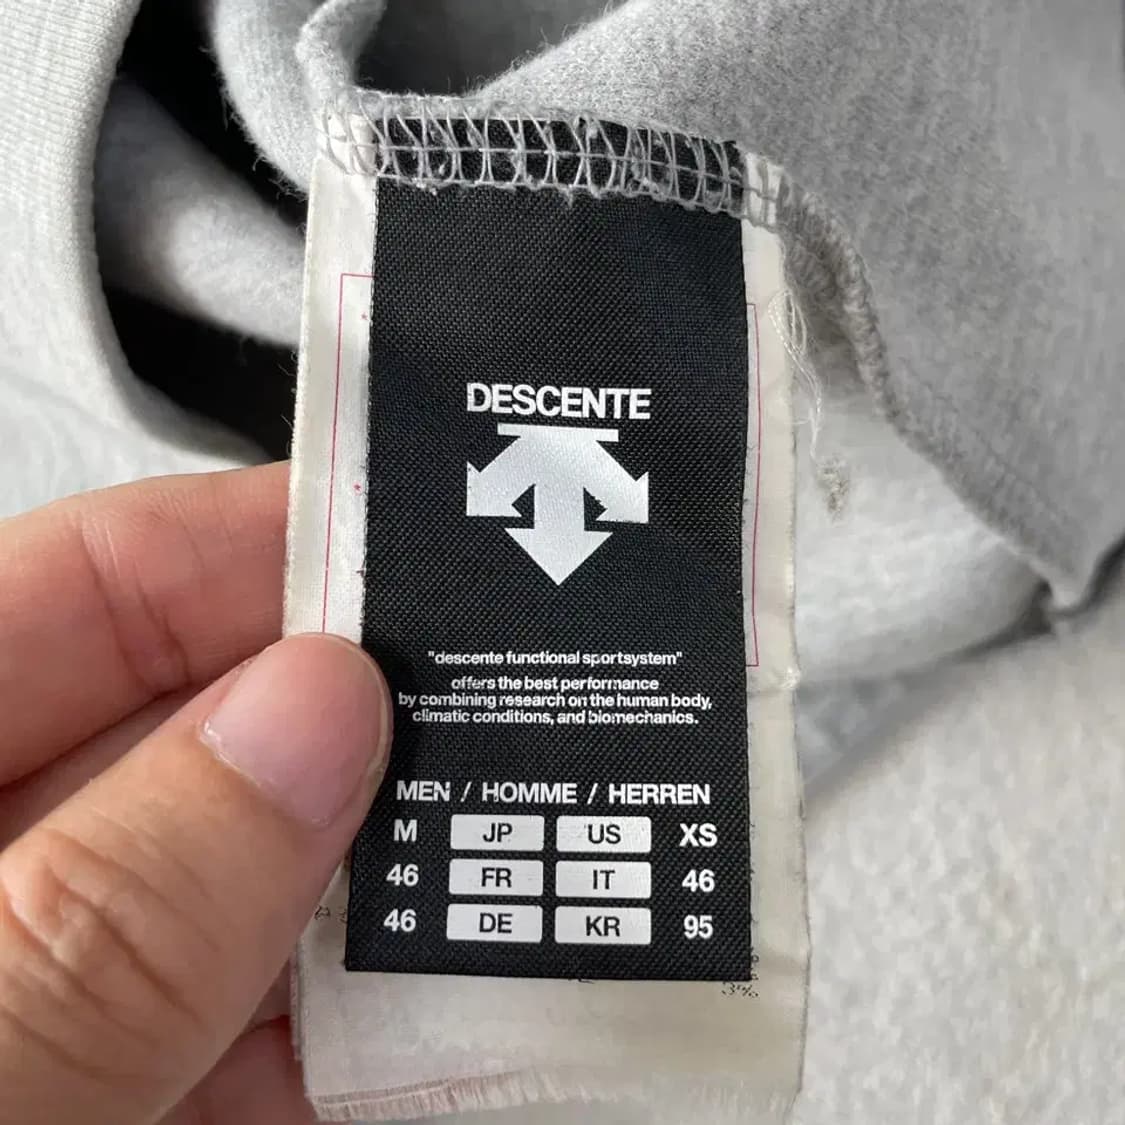 DESCENTE
"descente functional sportsystem"
offers the best performance
by combining research on the human body,
climatic conditions, and biomechanics.
MEN / HOMME / HERREN
M JP US XS
46 FR IT 46
46 DE KR 95
3%